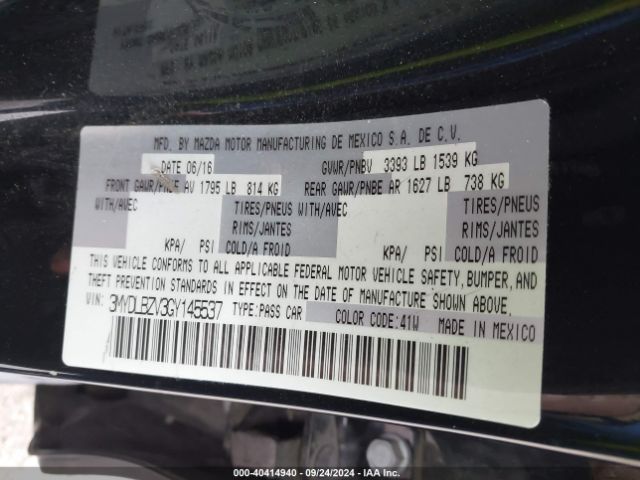 MFD. BY MAZDA MOTOR MANUFACTURING DE MEXICO S.A. DE C.V.
DATE 06/16 GVWR/PNBV 3393 LB 1539 KG
FRONT GAWR/PNBE AV 1795 LB 814 KG REAR GAWR/PNBE AR 1627 LB 738 KG
WITH/AVEC TIRES/PNEUS WITH/AVEC TIRES/PNEUS
RIMS/JANTES RIMS/JANTES
KPA/ PSI COLD/A FROID KPA/ PSI COLD/A FROID
THIS VEHICLE CONFORMS TO ALL APPLICABLE FEDERAL MOTOR VEHICLE SAFETY, BUMPER, AND
THEFT PREVENTION STANDARDS IN EFFECT ON THE DATE OF MANUFACTURE SHOWN ABOVE.
VIN: 3MYDLBZV3GY145537 TYPE: PASS CAR COLOR CODE: 41W MADE IN MEXICO
000-40414940 • 09/24/2024 • IAA Inc.